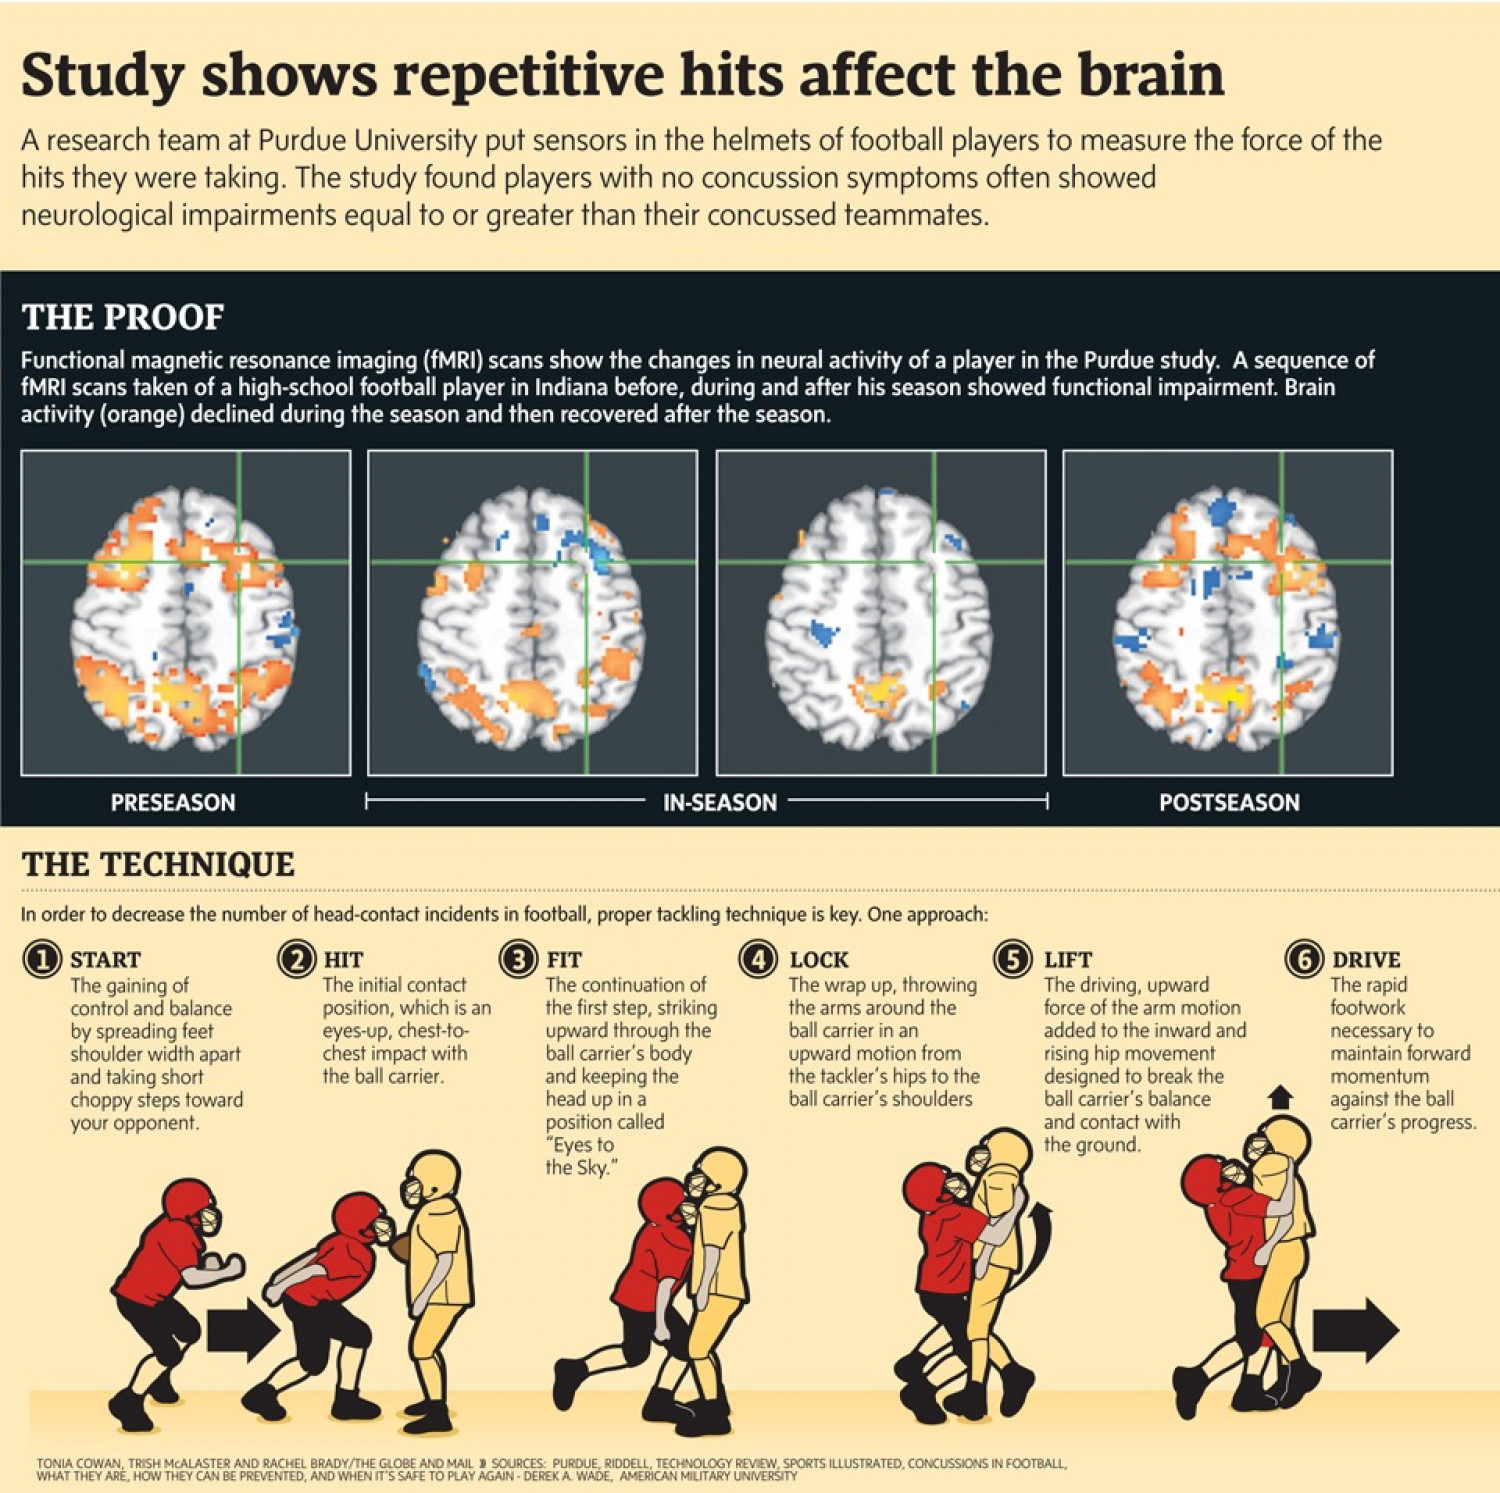 Study shows repetitive hits affect the brain
A research team at Purdue University put sensors in the helmets of football players to measure the force of the
hits they were taking. The study found players with no concussion symptoms often showed
neurological impairments equal to or greater than their concussed teammates.
THE PROOF
Functional magnetic resonance imaging (fMRI) scans show the changes in neural activity of a player in the Purdue study. A sequence of
fMRI scans taken of a high-school football player in Indiana before, during and after his season showed functional impairment. Brain
activity (orange) declined during the season and then recovered after the season.
PRESEASON
IN-SEASON
POSTSEASON
THE TECHNIQUE
In order to decrease the number of head-contact incidents in football, proper tackling technique is key. One approach:
1 START
The gaining of
control and balance
by spreading feet
shoulder width apart
and taking short
choppy steps toward
your opponent.
2 HIT
The initial contact
position, which is an
eyes-up, chest-to-
chest impact with
the ball carrier.
3 FIT
The continuation of
the first step, striking
upward through the
ball carrier's body
and keeping the
head up in a
position called
"Eyes to
the Sky."
4 LOCK
The wrap up, throwing
the arms around the
ball carrier in an
upward motion from
the tackler's hips to the
ball carrier's shoulders
5 LIFT
The driving, upward
force of the arm motion
added to the inward and
rising hip movement
designed to break the
ball carrier's balance
and contact with
the ground.
6 DRIVE
The rapid
footwork
necessary to
maintain forward
momentum
against the ball
carrier's progress.
TONIA COWAN, TRISH McALASTER AND RACHEL BRADY/THE GLOBE AND MAIL » SOURCES: PURDUE, RIDDELL, TECHNOLOGY REVIEW, SPORTS ILLUSTRATED, CONCUSSIONS IN FOOTBALL,
WHAT THEY ARE, HOW THEY CAN BE PREVENTED, AND WHEN IT'S SAFE TO PLAY AGAIN - DEREK A. WADE, AMERICAN MILITARY UNIVERSITY